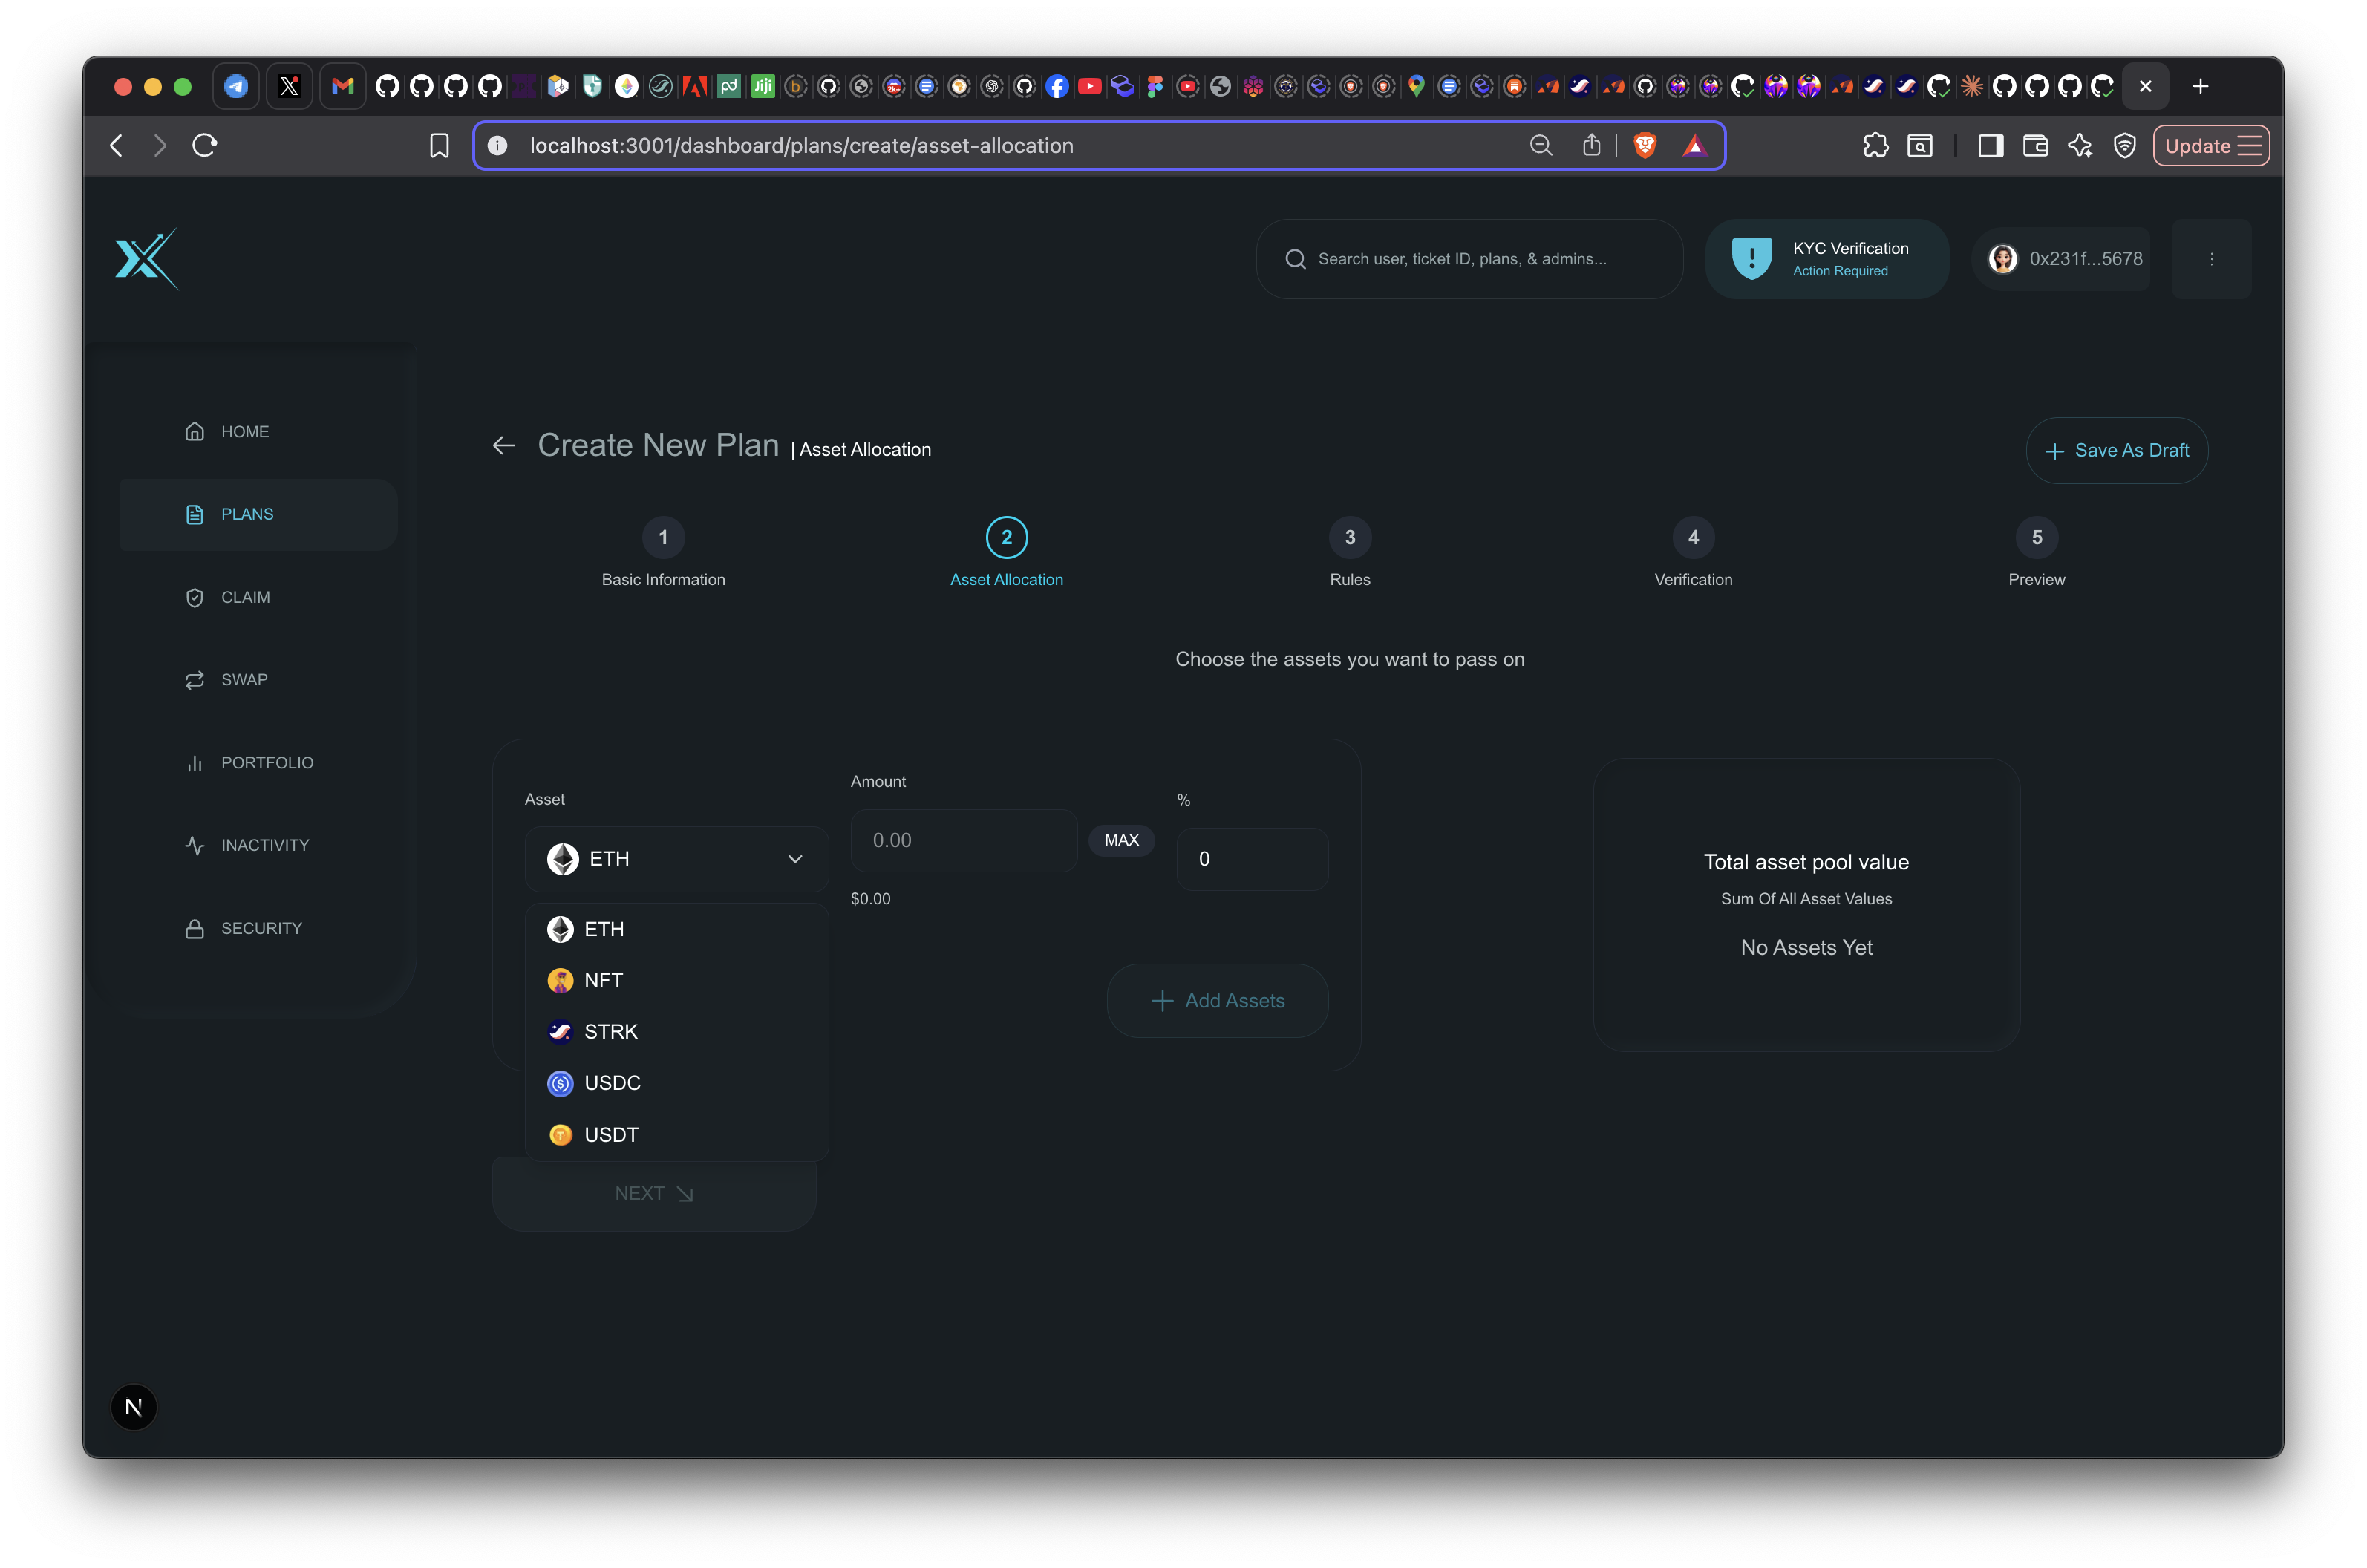 localhost:3001/dashboard/plans/create/asset-allocation
Update
Search user, ticket ID, plans, & admins...
KYC Verification
Action Required
0x231f...5678
HOME
PLANS
CLAIM
SWAP
PORTFOLIO
INACTIVITY
SECURITY
Create New Plan | Asset Allocation
Save As Draft
1
2
3
4
5
Basic Information
Asset Allocation
Rules
Verification
Preview
Choose the assets you want to pass on
Asset
Amount
%
ETH
0.00
MAX
0
$0.00
ETH
NFT
STRK
USDC
USDT
Add Assets
Total asset pool value
Sum Of All Asset Values
No Assets Yet
NEXT
N